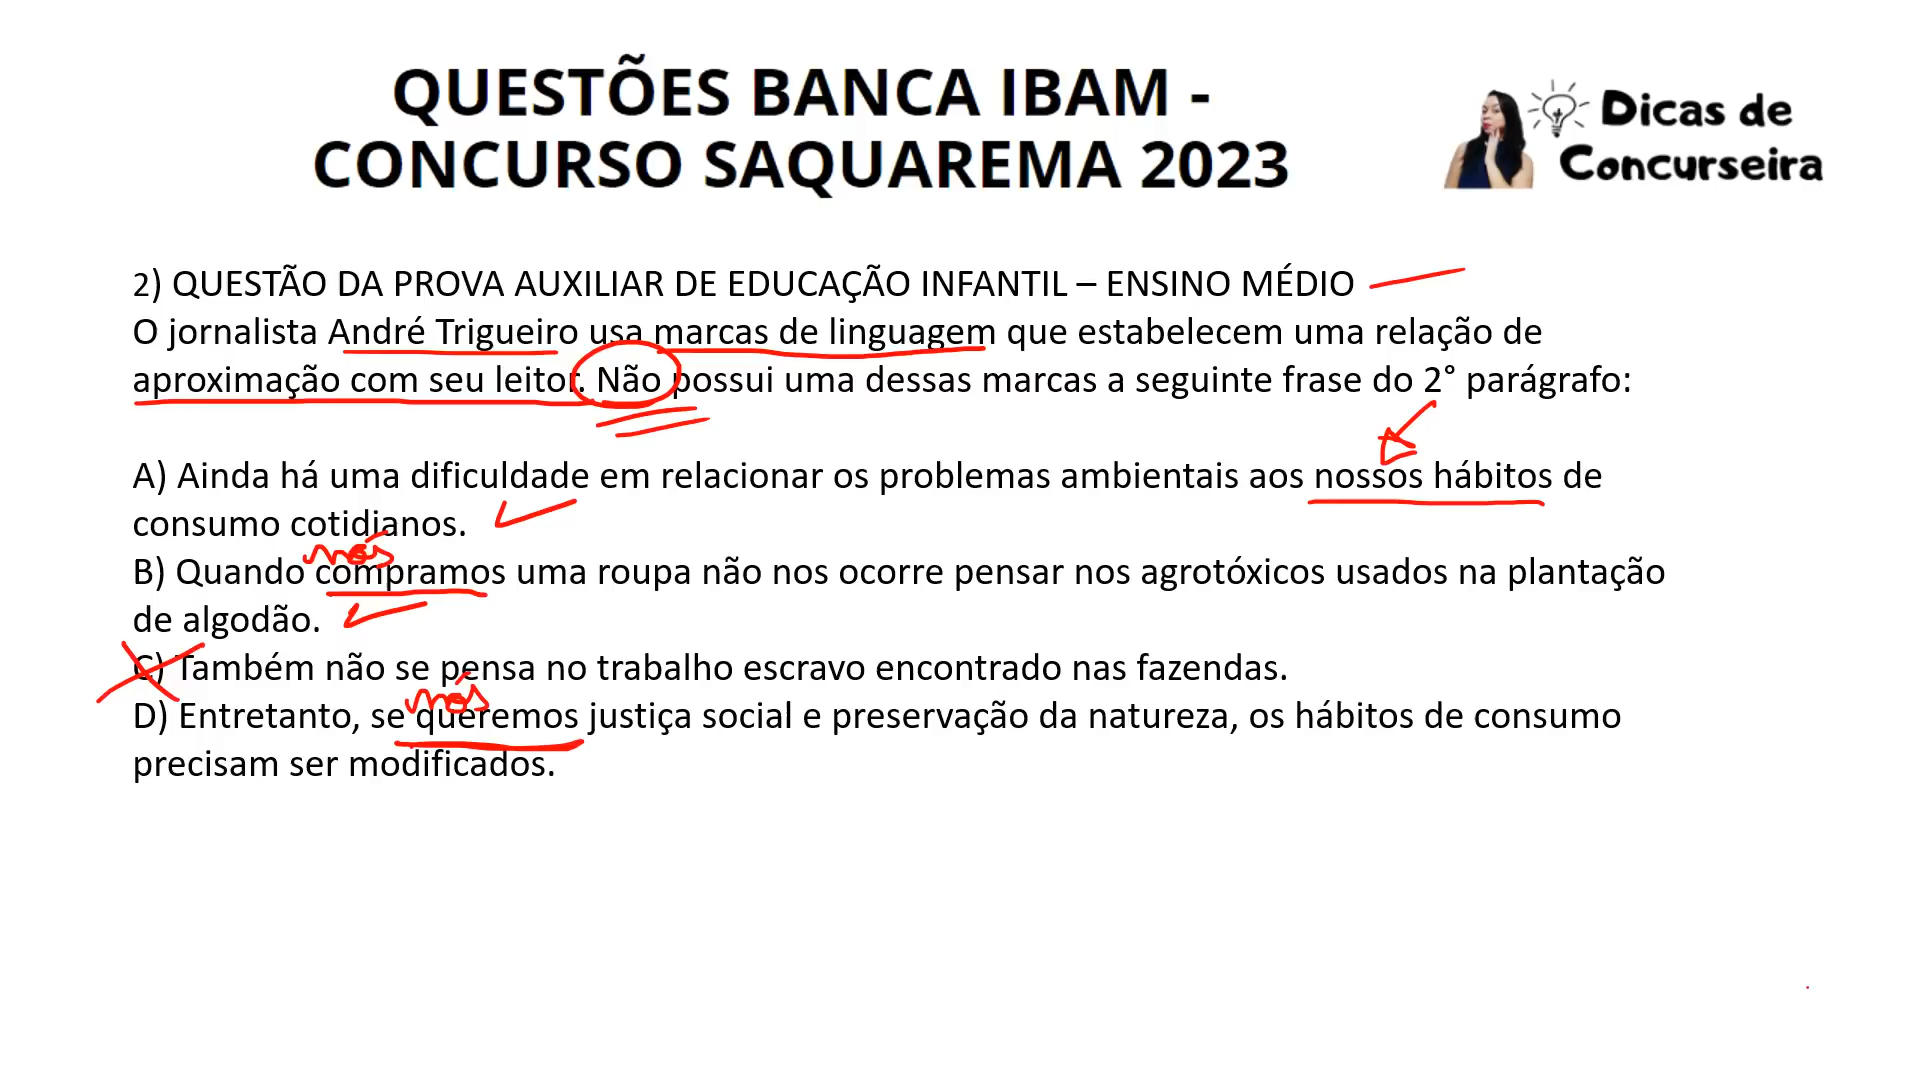 QUESTÕES BANCA IBAM -
CONCURSO SAQUAREMA 2023
Dicas de
Concurseira
2) QUESTÃO DA PROVA AUXILIAR DE EDUCAÇÃO INFANTIL – ENSINO MÉDIO
O jornalista André Trigueiro usa marcas de linguagem que estabelecem uma relação de
aproximação com seu leitor. Não possui uma dessas marcas a seguinte frase do 2° parágrafo:
A) Ainda há uma dificuldade em relacionar os problemas ambientais aos nossos hábitos de
consumo cotidianos.
nós
B) Quando compramos uma roupa não nos ocorre pensar nos agrotóxicos usados na plantação
de algodão.
C) Também não se pensa no trabalho escravo encontrado nas fazendas.
nós
D) Entretanto, se queremos justiça social e preservação da natureza, os hábitos de consumo
precisam ser modificados.